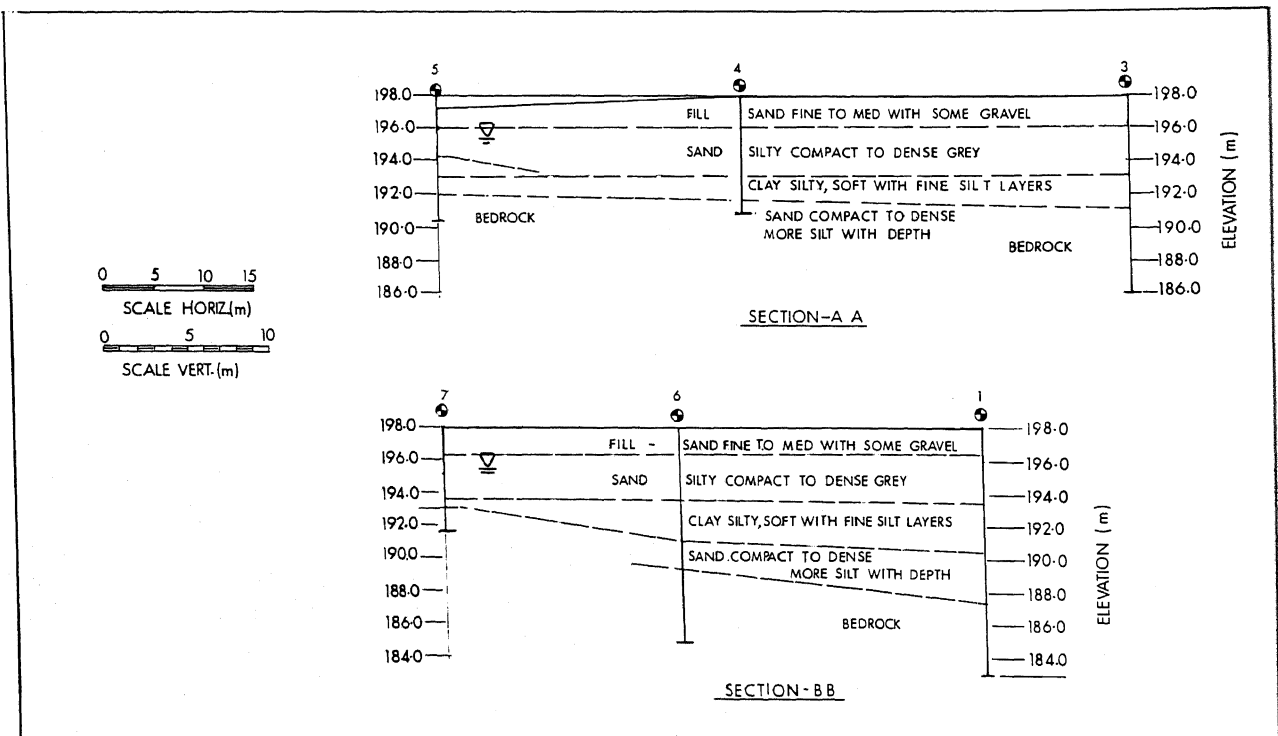 5 4 3
198.0 198.0
FILL SAND FINE TO MED WITH SOME GRAVEL
196.0 196.0
SAND SILTY COMPACT TO DENSE GREY
194.0 194.0
CLAY SILTY, SOFT WITH FINE SILT LAYERS
192.0 192.0
BEDROCK SAND COMPACT TO DENSE
190.0 MORE SILT WITH DEPTH 190.0
BEDROCK
188.0 188.0
186.0 186.0
ELEVATION (m)
SECTION-A A
0 5 10 15
SCALE HORIZ.(m)
0 5 10
SCALE VERT.(m)
7 6 1
198.0 198.0
FILL - SAND FINE TO MED WITH SOME GRAVEL
196.0 196.0
SAND SILTY COMPACT TO DENSE GREY
194.0 194.0
CLAY SILTY, SOFT WITH FINE SILT LAYERS
192.0 192.0
SAND COMPACT TO DENSE
190.0 190.0
MORE SILT WITH DEPTH
188.0 188.0
186.0 BEDROCK 186.0
184.0 184.0
ELEVATION (m)
SECTION-BB